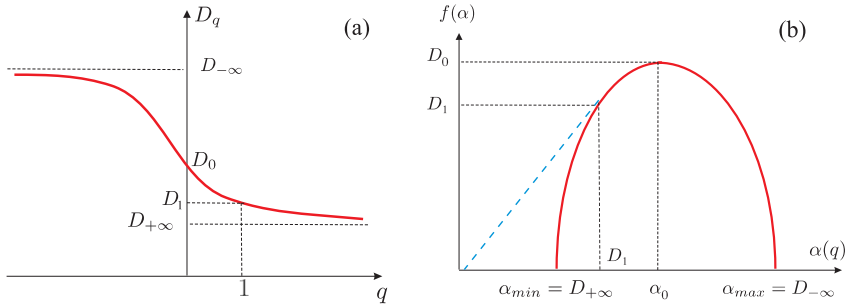 D_q
(a)
D_{-∞}
D_0
D_1
D_{+∞}
1
q
f(α)
(b)
D_0
D_1
D_1
α(q)
α_{min} = D_{+∞}
α_0
α_{max} = D_{-∞}